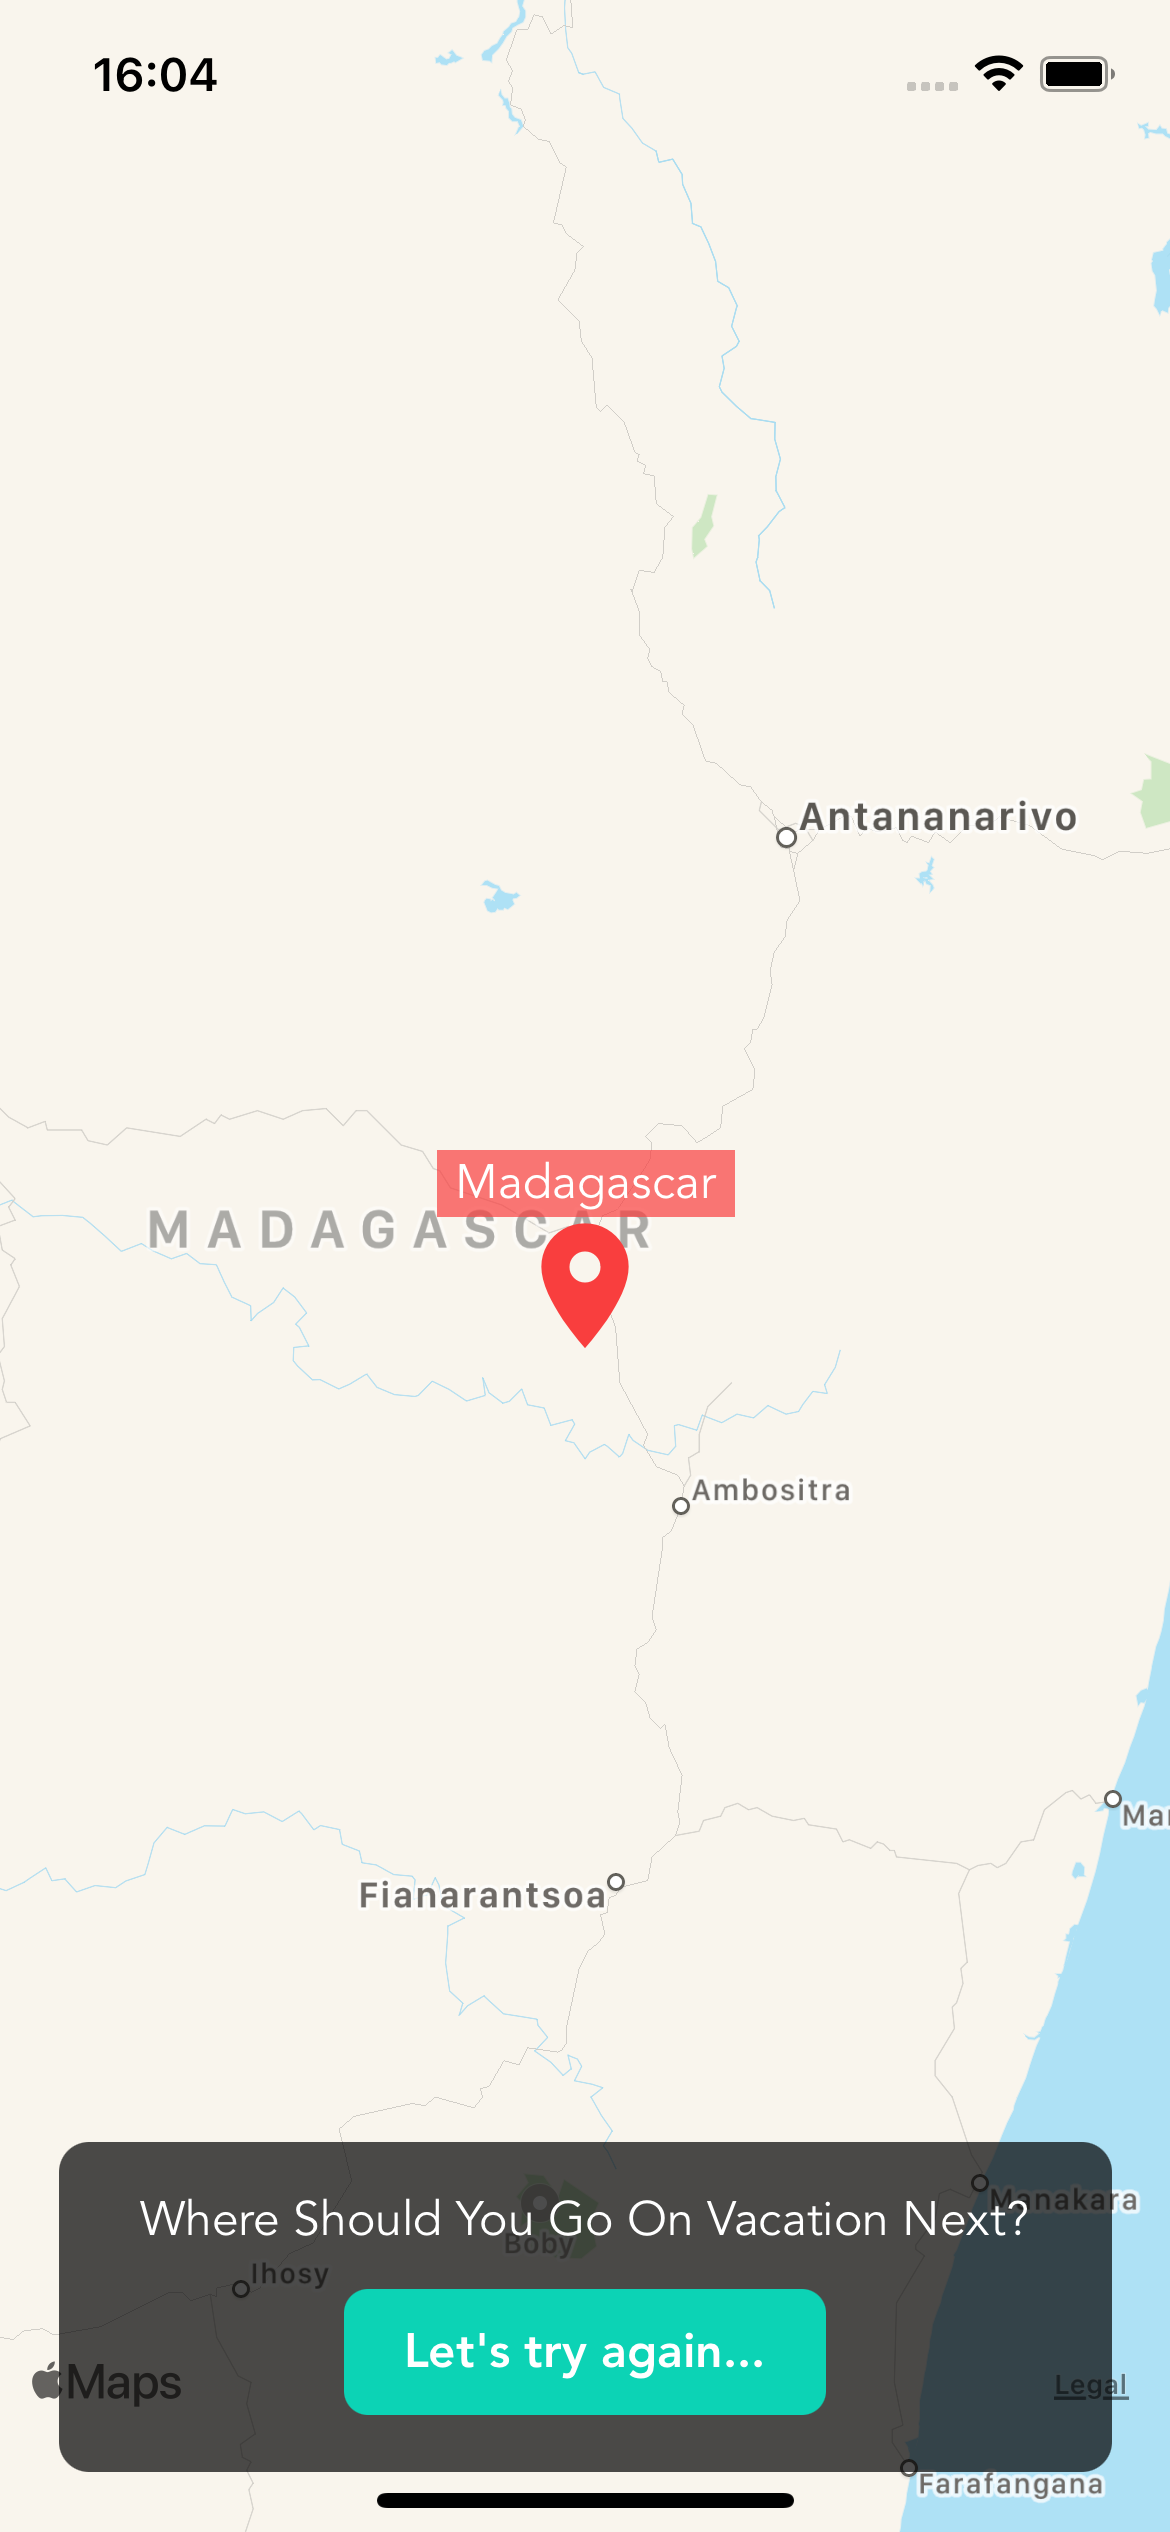 16:04
Antananarivo
Madagascar
MADAGASCAR
Ambositra
Fianarantsoa
Manakara
Where Should You Go On Vacation Next?
Boby
Ihosy
Let's try again...
Maps
Legal
Farafangana